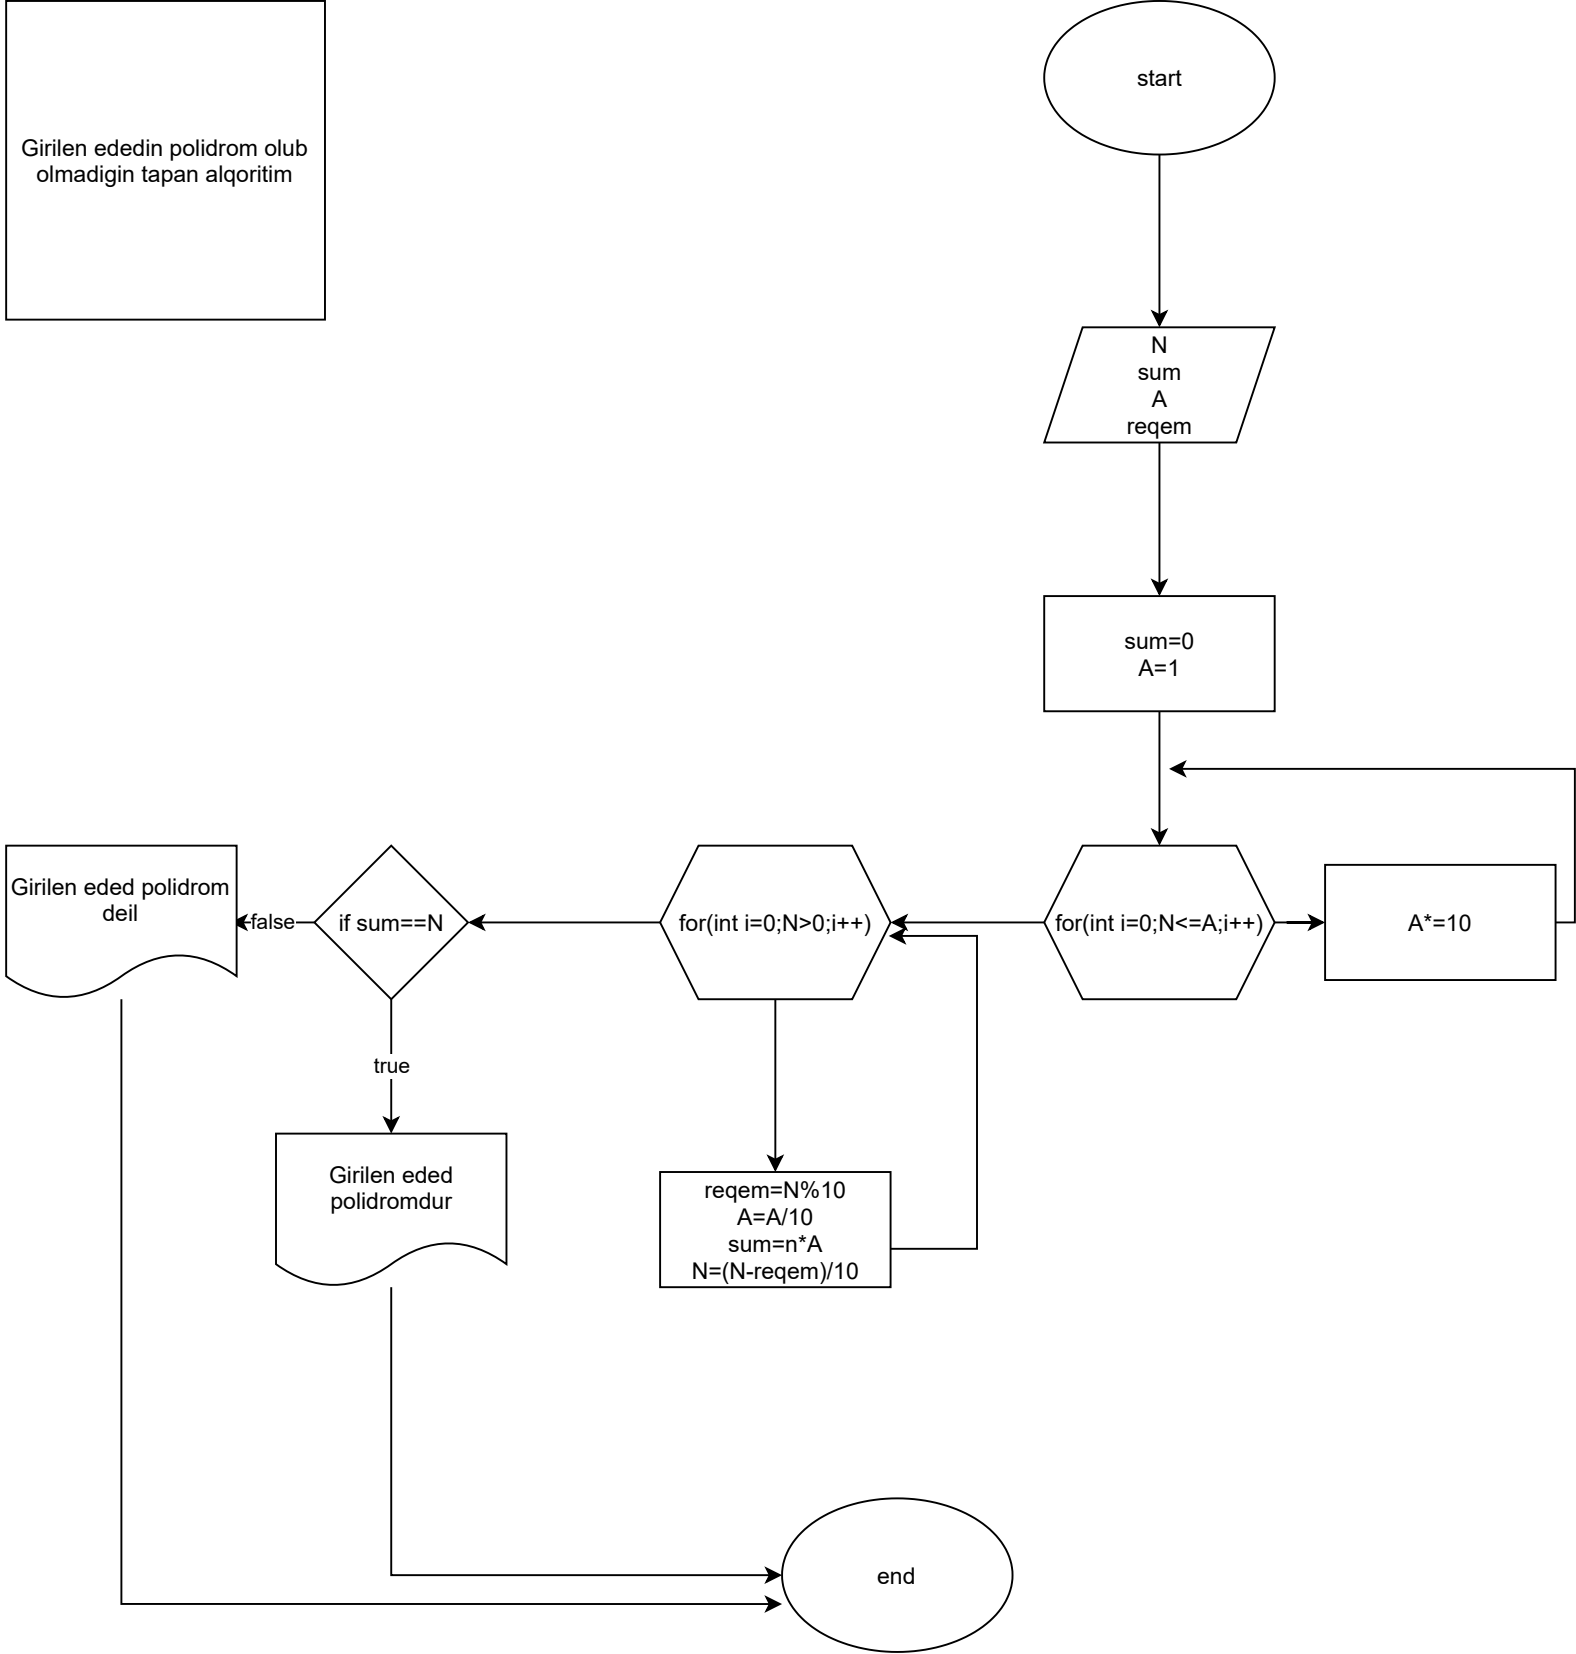 Girilen ededin polidrom olub
olmadigin tapan alqoritim
start
N
sum
A
reqem
sum=0
A=1
for(int i=0;N<=A;i++)
A*=10
for(int i=0;N>0;i++)
reqem=N%10
A=A/10
sum=n*A
N=(N-reqem)/10
if sum==N
false
Girilen eded polidrom
deil
true
Girilen eded
polidromdur
end